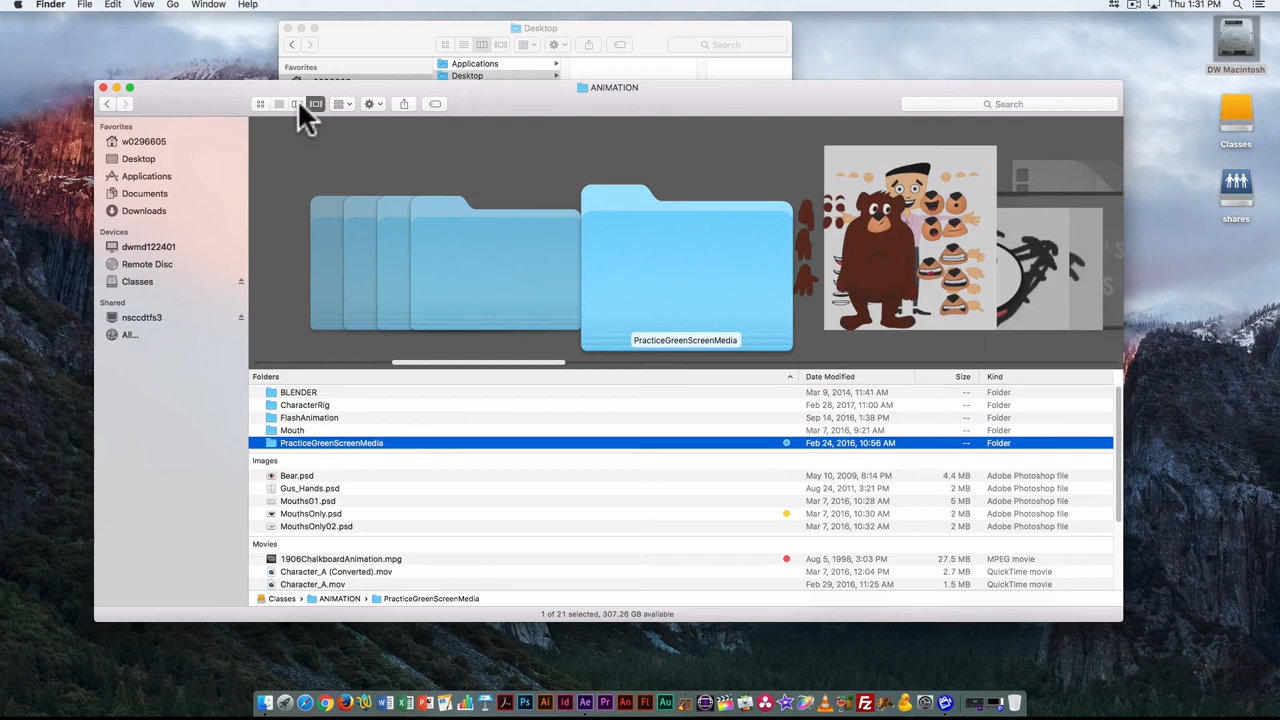 Finder File Edit View Go Window Help Thu 1:31 PM
Desktop
Search
DW Macintosh
Favorites
Applications
Desktop
ANIMATION
Search
Favorites
w0296605
Desktop
Applications
Documents
Downloads
Devices
dwmd122401
Remote Disc
Classes
Shared
nsccdtfs3
All...
PracticeGreenScreenMedia
Classes
shares
Folders Date Modified Size Kind
BLENDER Mar 9, 2014, 11:41 AM -- Folder
CharacterRig Feb 28, 2017, 11:00 AM -- Folder
FlashAnimation Sep 14, 2016, 1:38 PM -- Folder
Mouth Mar 7, 2016, 9:21 AM -- Folder
PracticeGreenScreenMedia Feb 24, 2016, 10:56 AM -- Folder
Images
Bear.psd May 10, 2009, 8:14 PM 4.4 MB Adobe Photoshop file
Gus_Hands.psd Aug 24, 2011, 3:21 PM 2 MB Adobe Photoshop file
Mouths01.psd Mar 7, 2016, 10:28 AM 5 MB Adobe Photoshop file
MouthsOnly.psd Mar 7, 2016, 10:30 AM 2 MB Adobe Photoshop file
MouthsOnly02.psd Mar 7, 2016, 10:32 AM 2 MB Adobe Photoshop file
Movies
1906ChalkboardAnimation.mpg Aug 5, 1998, 3:03 PM 27.5 MB MPEG movie
Character_A (Converted).mov Mar 7, 2016, 12:04 PM 2.7 MB QuickTime movie
Character_A.mov Feb 29, 2016, 11:25 AM 1.5 MB QuickTime movie
Classes › ANIMATION › PracticeGreenScreenMedia
1 of 21 selected, 307.26 GB available
Ps Ai Id Ae Pr An Fl Au Fz